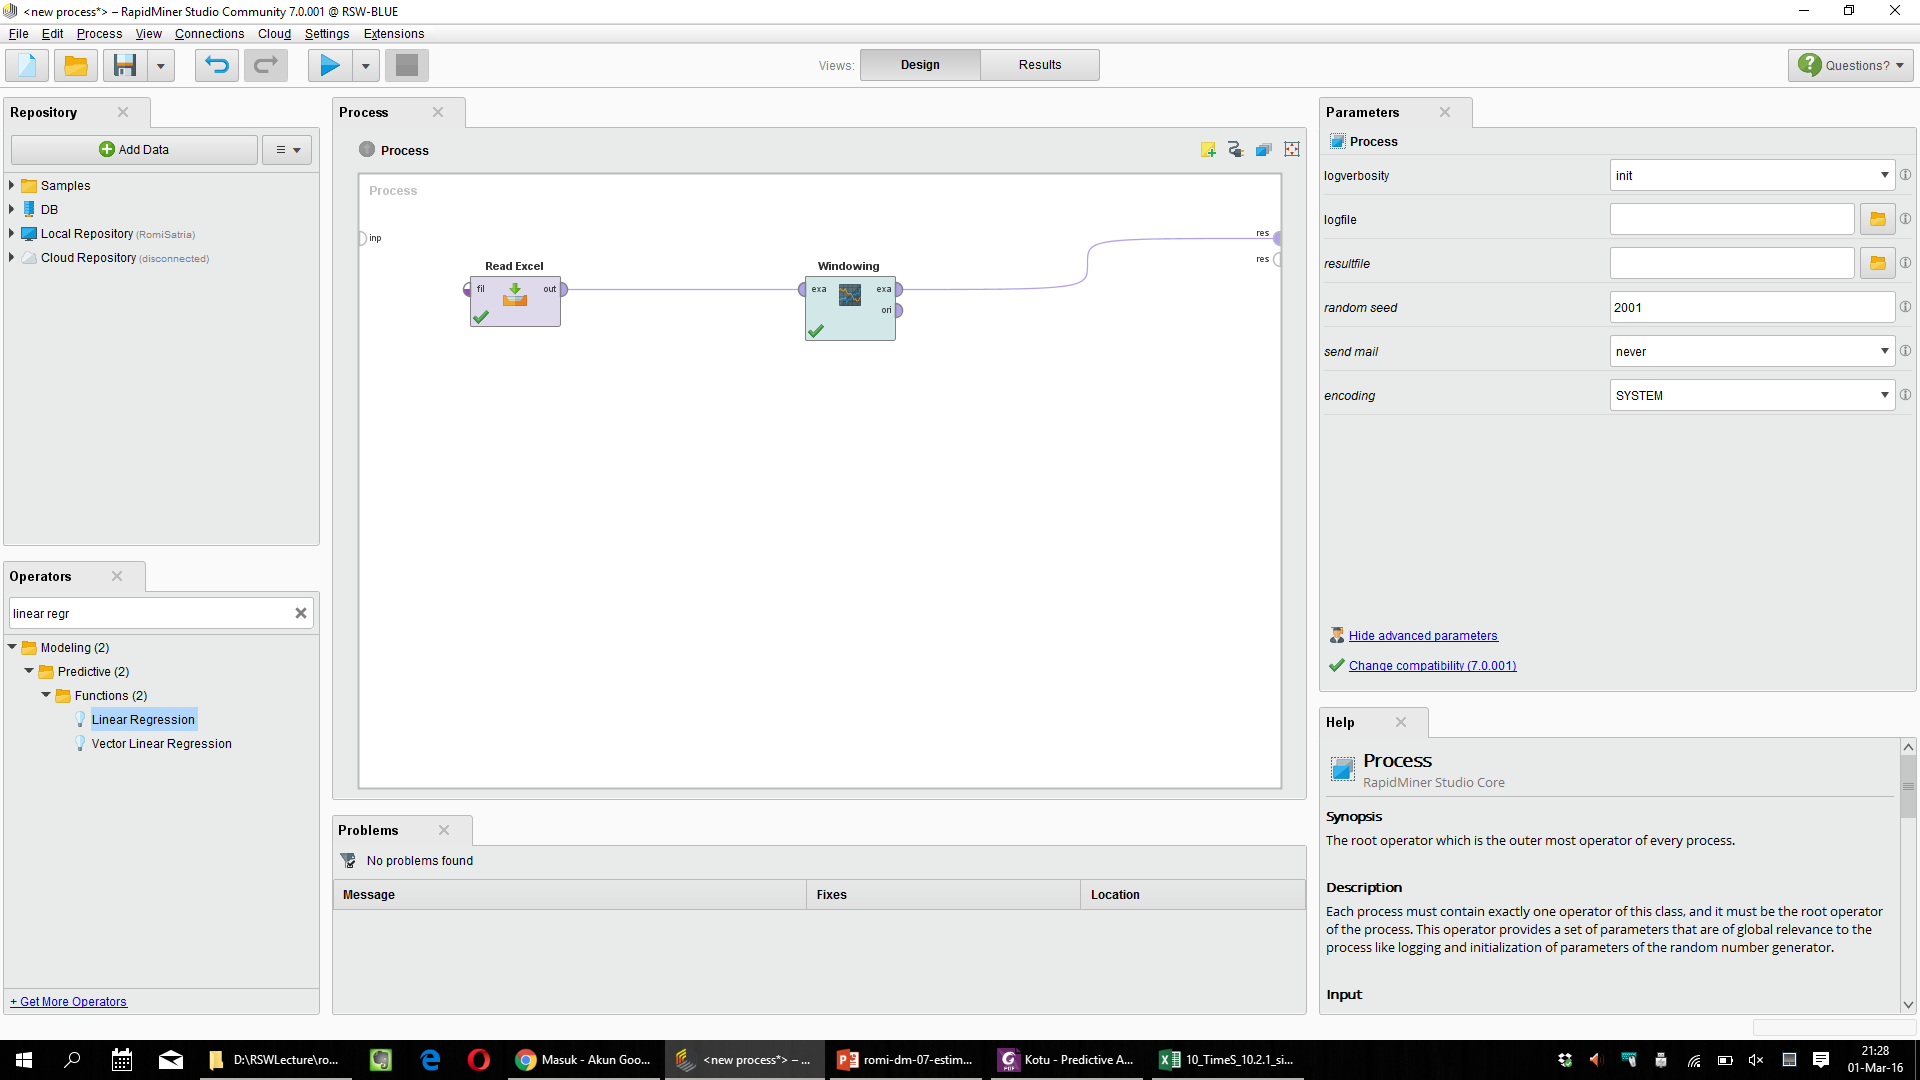 <new process*> – RapidMiner Studio Community 7.0.001 @ RSW-BLUE
File Edit Process View Connections Cloud Settings Extensions
Views: Design Results
Questions?
Repository
Add Data
Samples
DB
Local Repository (RomiSatria)
Cloud Repository (disconnected)
Operators
linear regr
Modeling (2)
Predictive (2)
Functions (2)
Linear Regression
Vector Linear Regression
+ Get More Operators
Process
Process
Process
inp
Read Excel
fil out
Windowing
exa exa
ori
res
res
Problems
No problems found
Message Fixes Location
Parameters
Process
logverbosity init
logfile
resultfile
random seed 2001
send mail never
encoding SYSTEM
Hide advanced parameters
Change compatibility (7.0.001)
Help
Process
RapidMiner Studio Core
Synopsis
The root operator which is the outer most operator of every process.
Description
Each process must contain exactly one operator of this class, and it must be the root operator
of the process. This operator provides a set of parameters that are of global relevance to the
process like logging and initialization of parameters of the random number generator.
Input
D:\RSWLecture\ro...
Masuk - Akun Goo...
<new process*> – ...
romi-dm-07-estim...
Kotu - Predictive A...
10_TimeS_10.2.1_si...
21:28
01-Mar-16